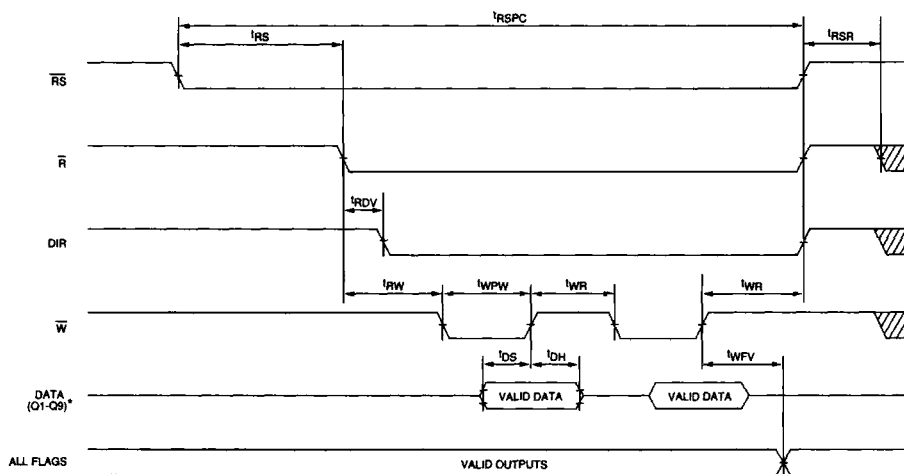 tRSPC
tRS
tRSR
RS
R
tRDV
DIR
tRW tWPW tWR tWR
W
tDS tDH tWFV
DATA
(Q1-Q9)*
VALID DATA VALID DATA
ALL FLAGS VALID OUTPUTS